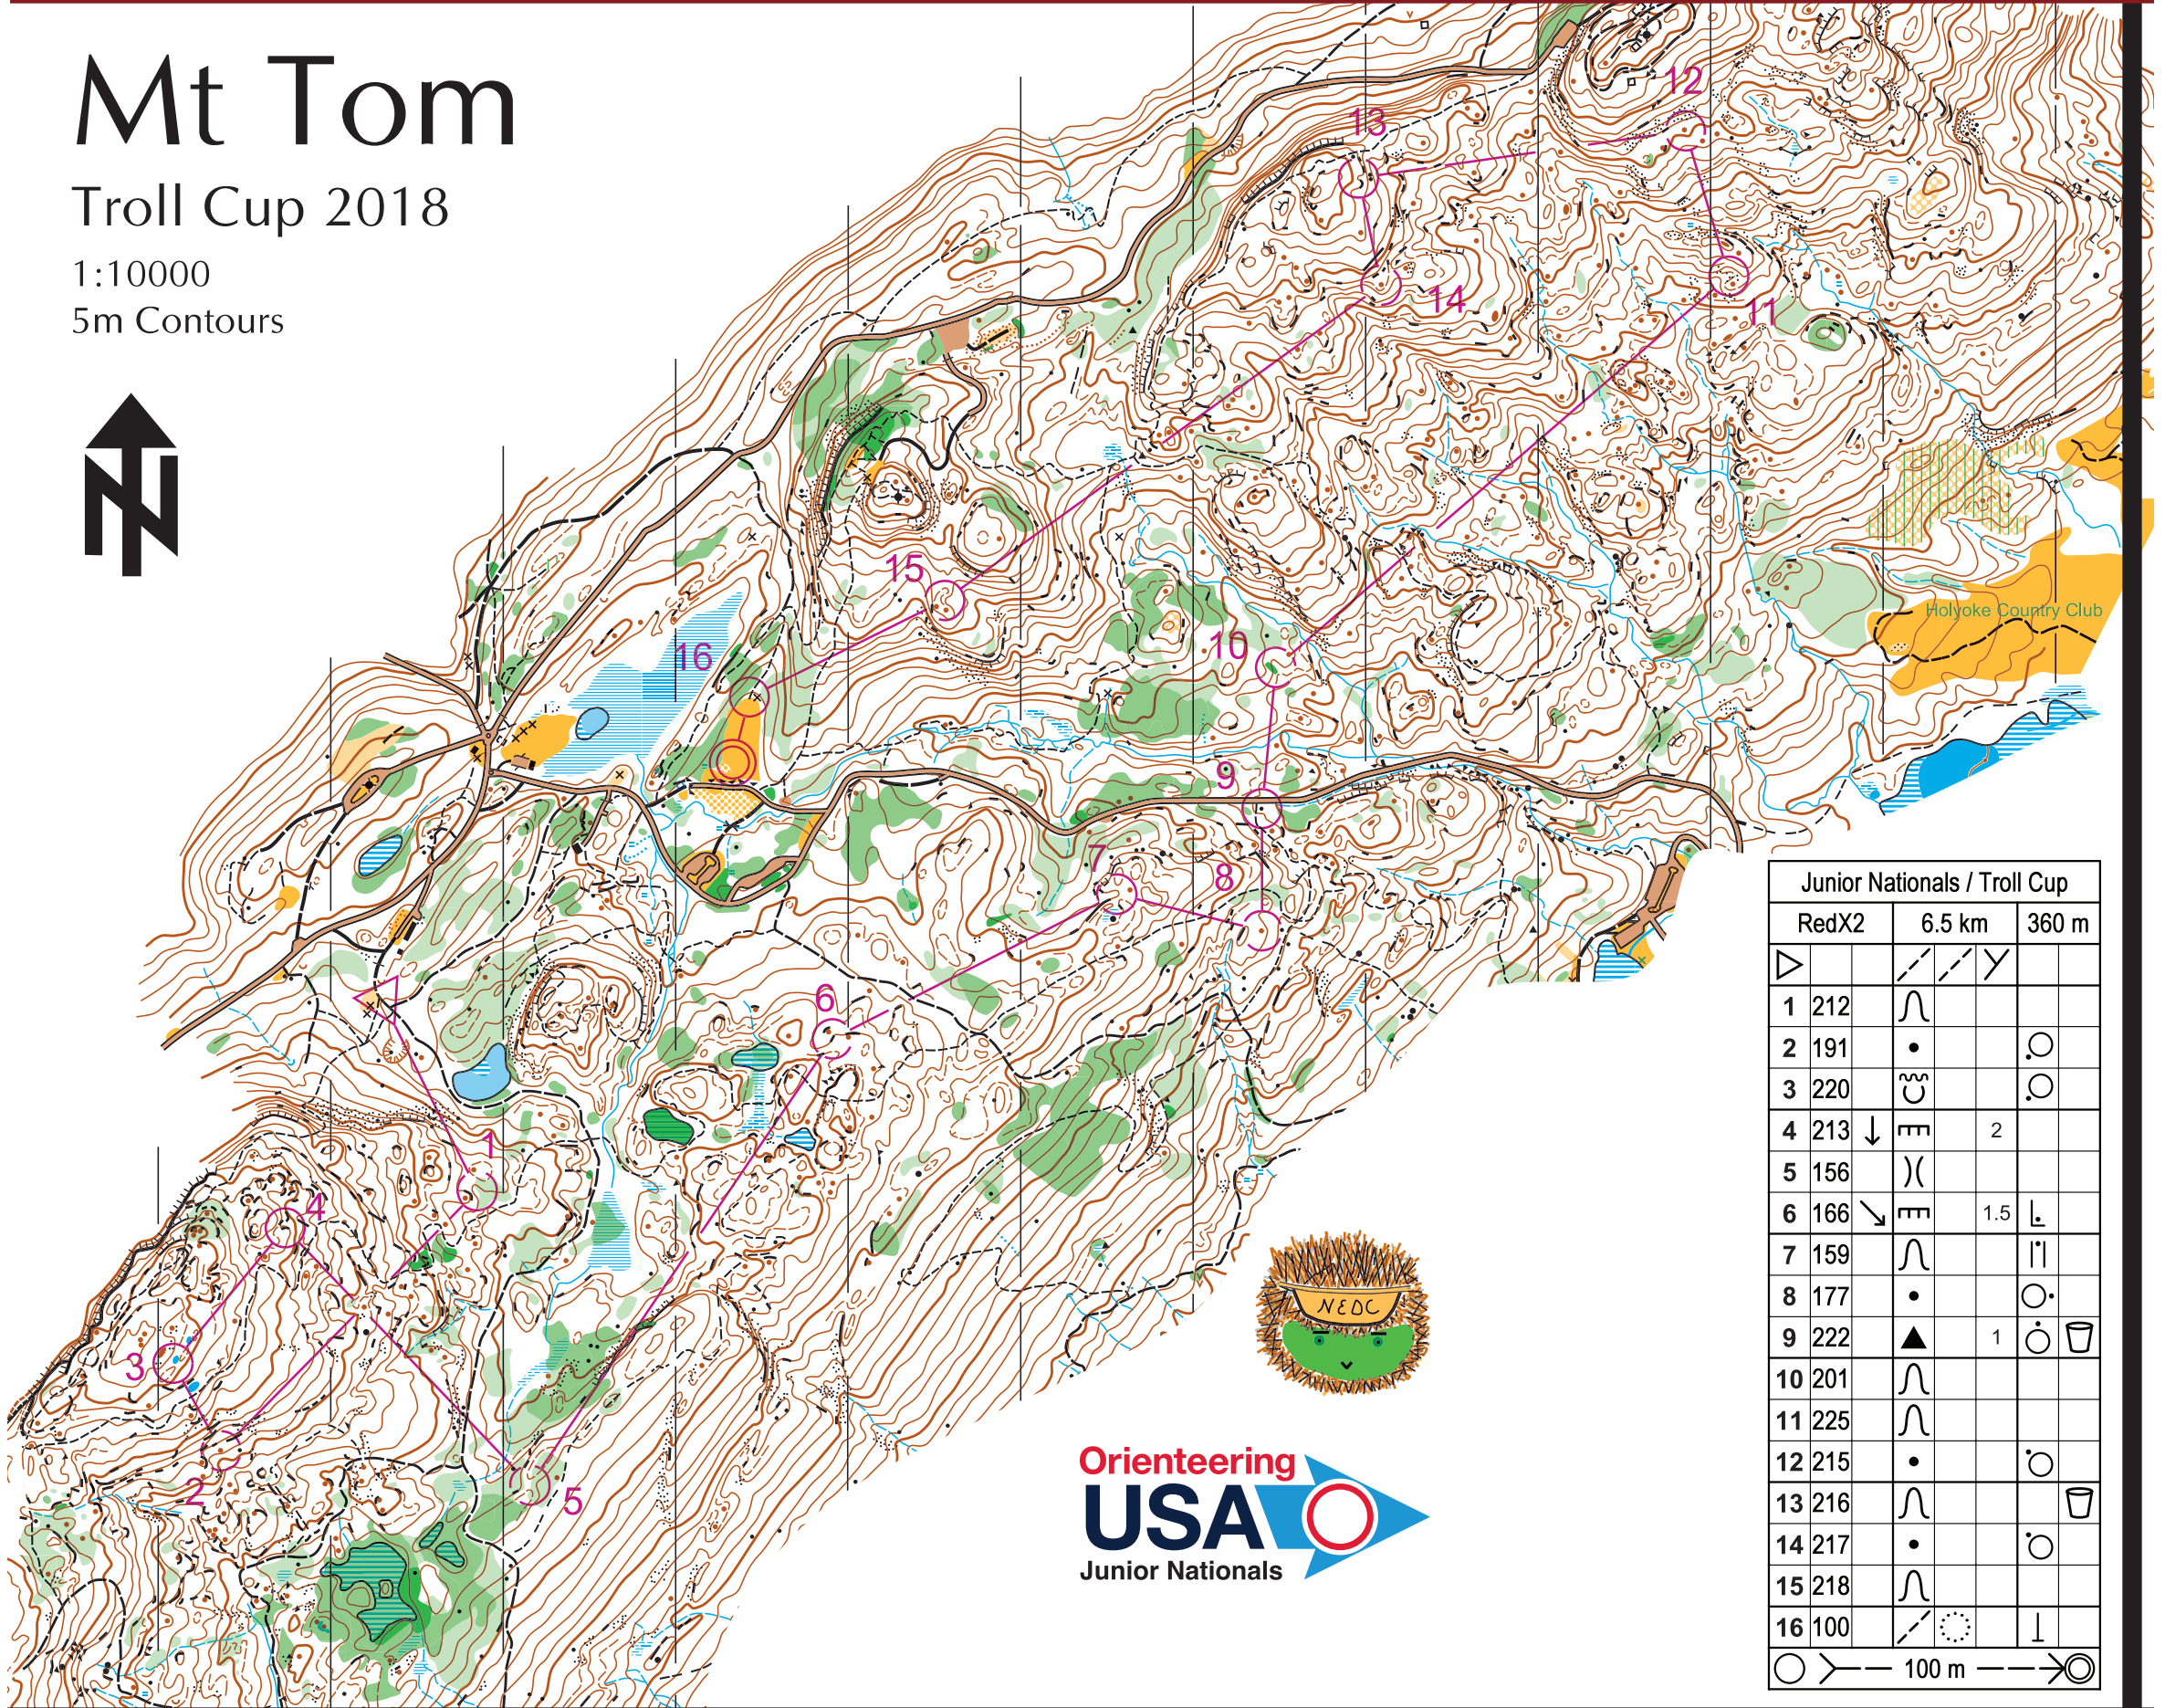 Mt Tom
Troll Cup 2018
1:10000
5m Contours
N
12
13
14
11
15
16
10
Holyoke Country Club
9
7
8
6
1
4
3
2
5
NEDC
Orienteering
USA
Junior Nationals
Junior Nationals / Troll Cup
RedX2 6.5 km 360 m
1 212
2 191
3 220
4 213 2
5 156
6 166 1.5
7 159
8 177
9 222 1
10 201
11 225
12 215
13 216
14 217
15 218
16 100
100 m